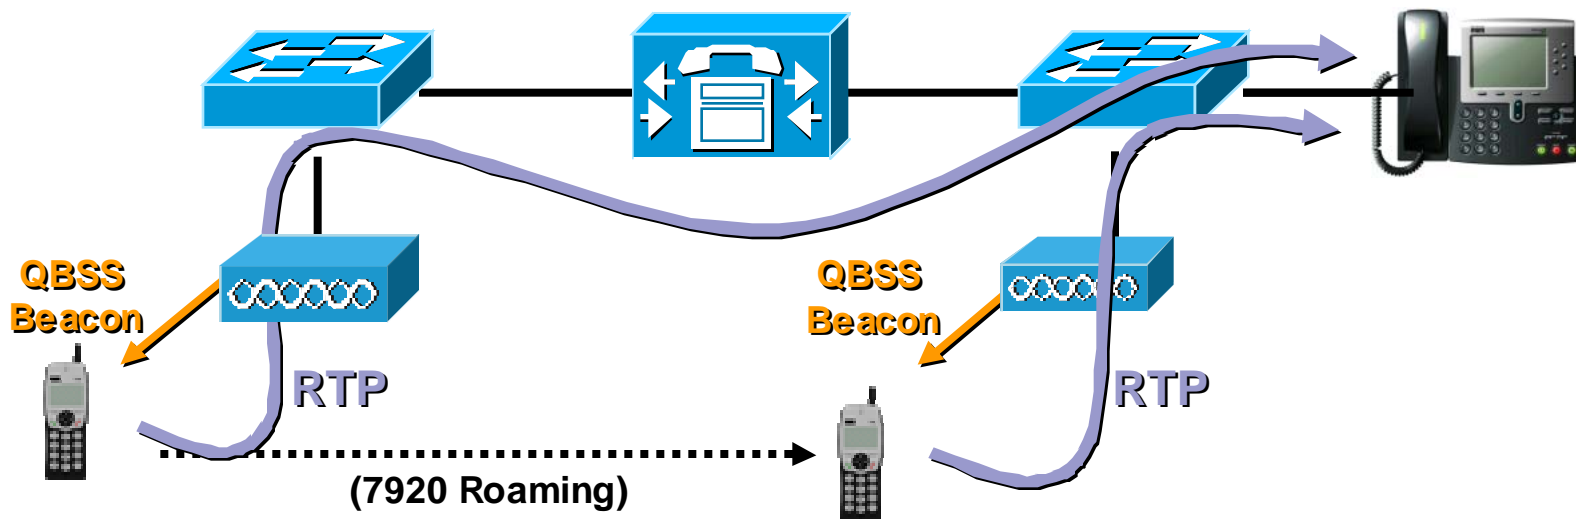 QBSS
Beacon
RTP
QBSS
Beacon
RTP
(7920 Roaming)